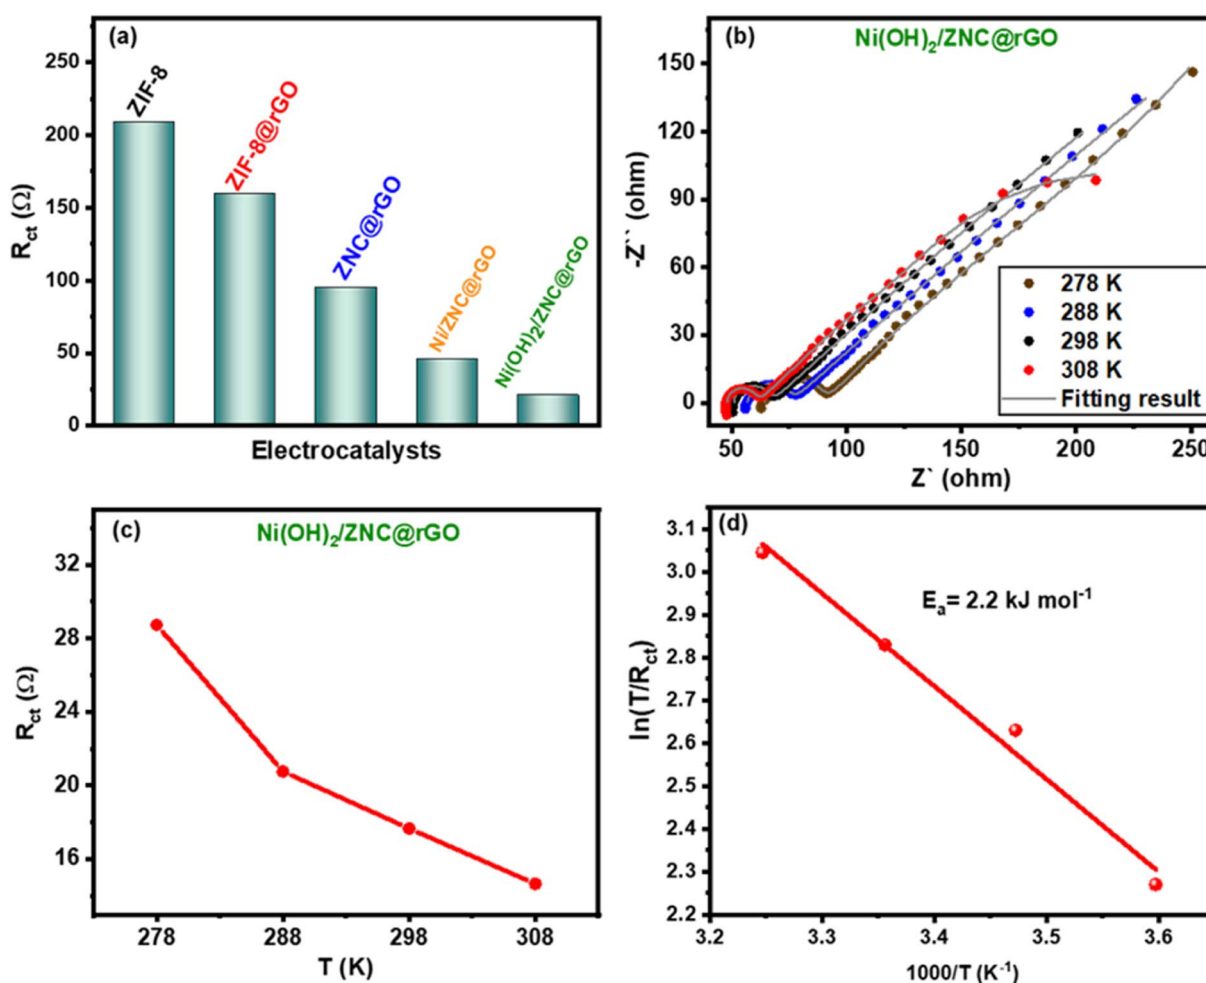 (a)
ZIF-8
ZIF-8@rGO
ZNC@rGO
Ni/ZNC@rGO
Ni(OH)2/ZNC@rGO
250
200
150
100
50
0
Rct (Ω)
Electrocatalysts
(b)
Ni(OH)2/ZNC@rGO
150
120
90
60
30
0
-Z`` (ohm)
278 K
288 K
298 K
308 K
Fitting result
50 100 150 200 250
Z` (ohm)
(c)
Ni(OH)2/ZNC@rGO
32
28
24
20
16
Rct (Ω)
278 288 298 308
T (K)
(d)
Ea= 2.2 kJ mol-1
3.1
3.0
2.9
2.8
2.7
2.6
2.5
2.4
2.3
2.2
ln(T/Rct)
3.2 3.3 3.4 3.5 3.6
1000/T (K-1)